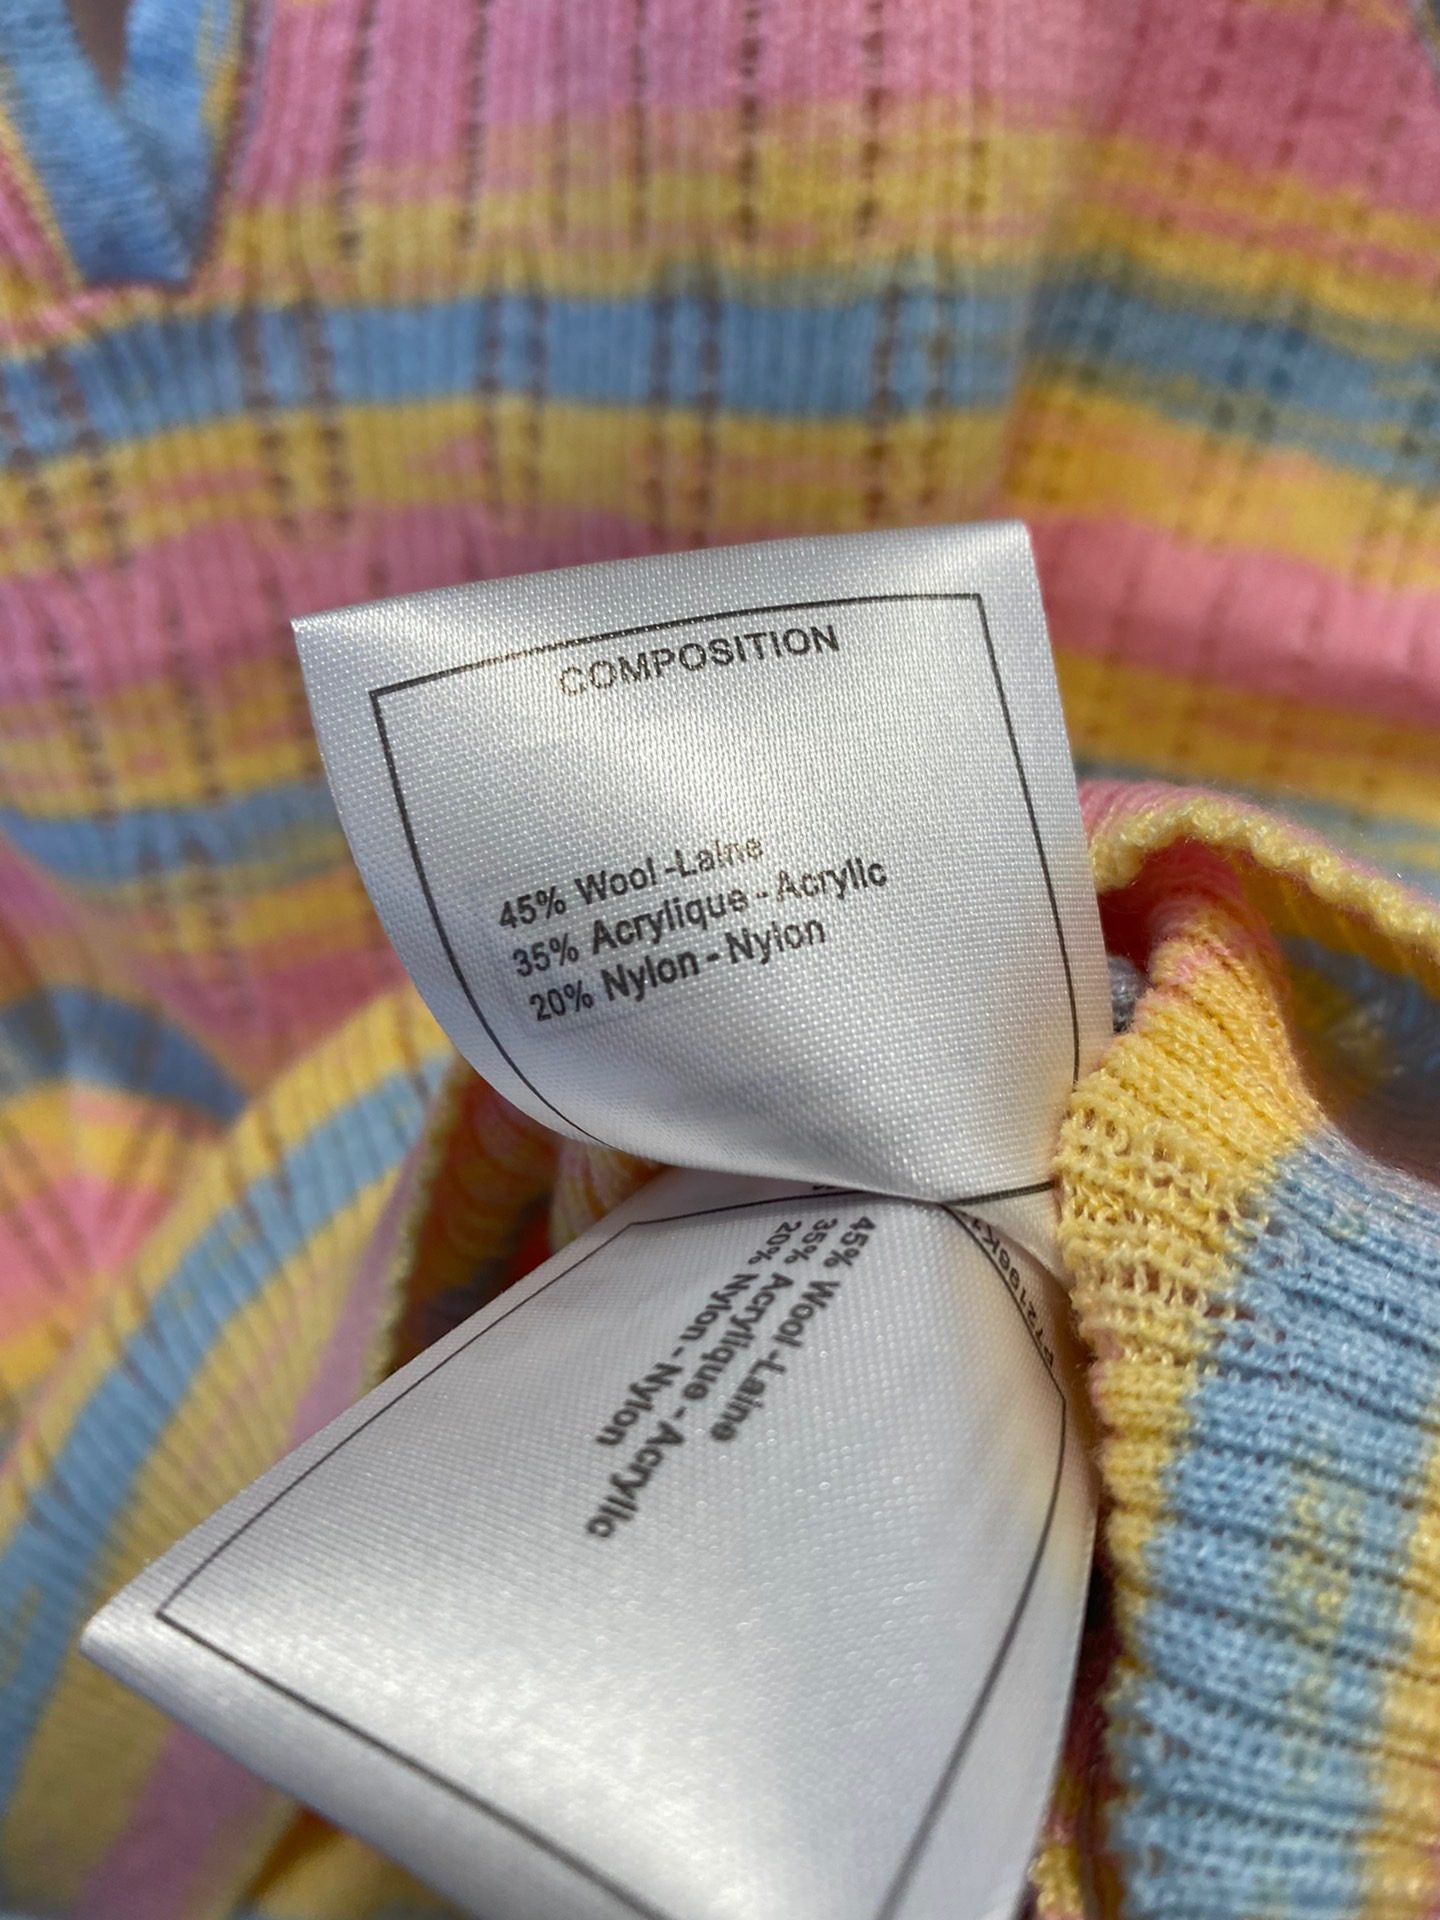 COMPOSITION
45% Wool -Laine
35% Acrylique - Acrylic
20% Nylon - Nylon
45% Wool -Laine
35% Acrylique - Acrylic
20% Nylon - Nylon